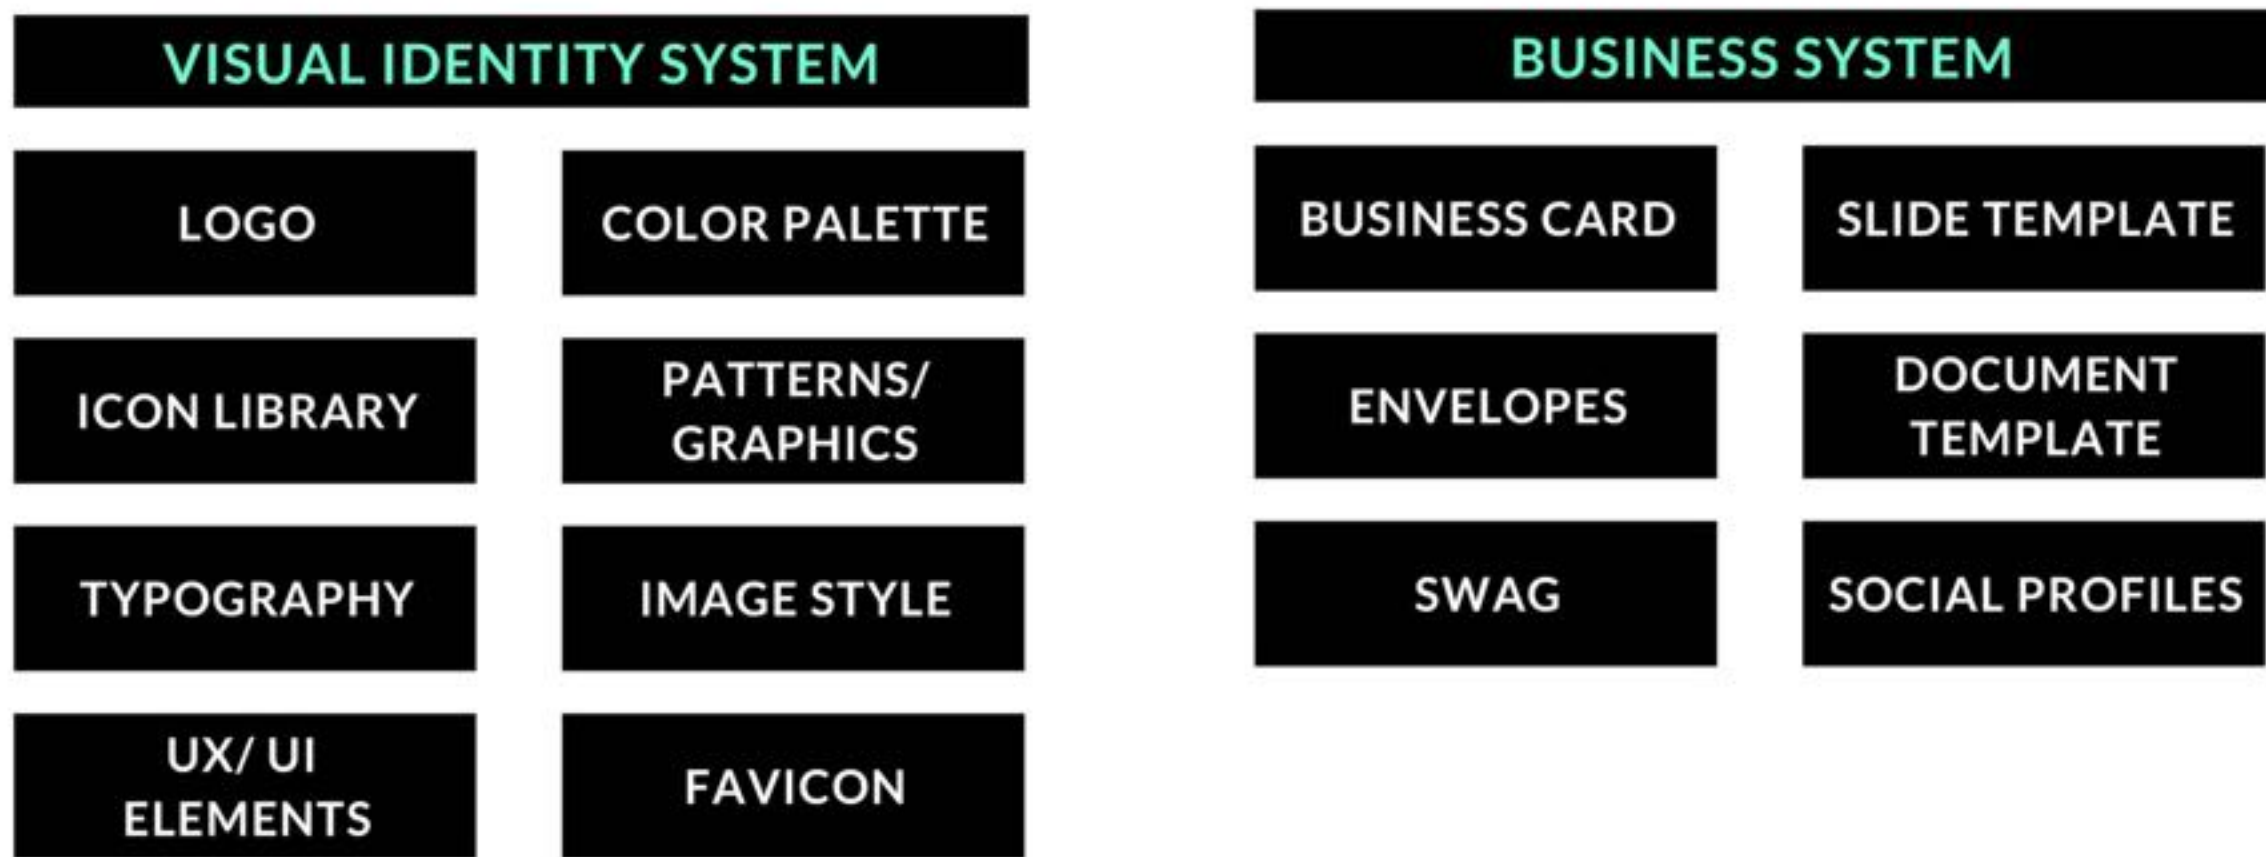 VISUAL IDENTITY SYSTEM
LOGO
COLOR PALETTE
ICON LIBRARY
PATTERNS/
GRAPHICS
TYPOGRAPHY
IMAGE STYLE
UX/ UI
ELEMENTS
FAVICON
BUSINESS SYSTEM
BUSINESS CARD
SLIDE TEMPLATE
ENVELOPES
DOCUMENT
TEMPLATE
SWAG
SOCIAL PROFILES